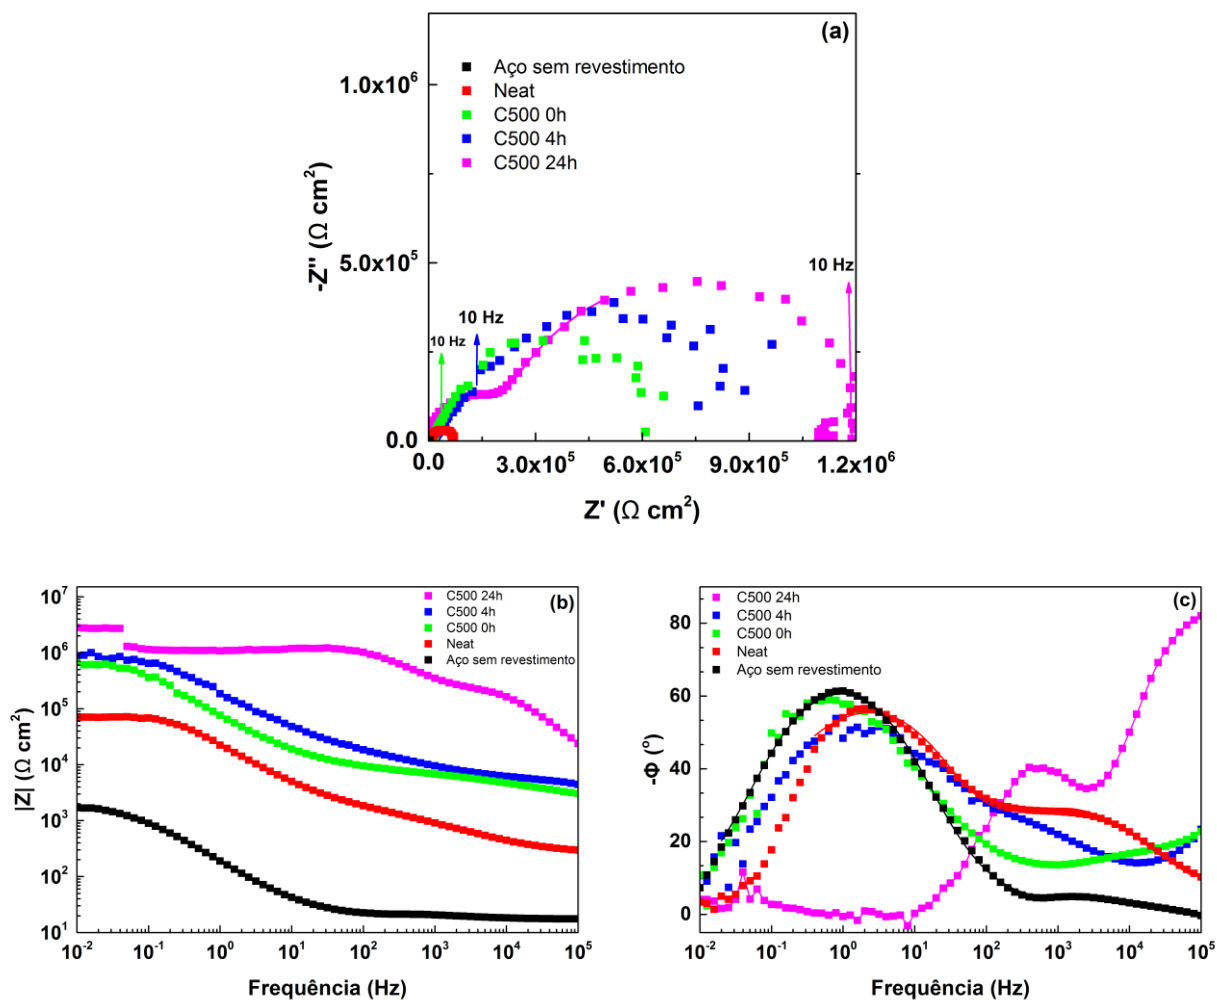 (a)
Aço sem revestimento
Neat
C500 0h
C500 4h
C500 24h
1.0x10⁶
5.0x10⁵
0.0
-Z'' (Ω cm²)
10 Hz
10 Hz
10 Hz
0.0 3.0x10⁵ 6.0x10⁵ 9.0x10⁵ 1.2x10⁶
Z' (Ω cm²)
(b)
C500 24h
C500 4h
C500 0h
Neat
Aço sem revestimento
10⁷
10⁶
10⁵
10⁴
10³
10²
10¹
|Z| (Ω cm²)
10⁻² 10⁻¹ 10⁰ 10¹ 10² 10³ 10⁴ 10⁵
Frequência (Hz)
(c)
C500 24h
C500 4h
C500 0h
Neat
Aço sem revestimento
80
60
40
20
0
-Φ (°)
10⁻² 10⁻¹ 10⁰ 10¹ 10² 10³ 10⁴ 10⁵
Frequência (Hz)